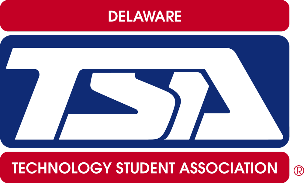 DELAWARE
TSA
TECHNOLOGY STUDENT ASSOCIATION
®